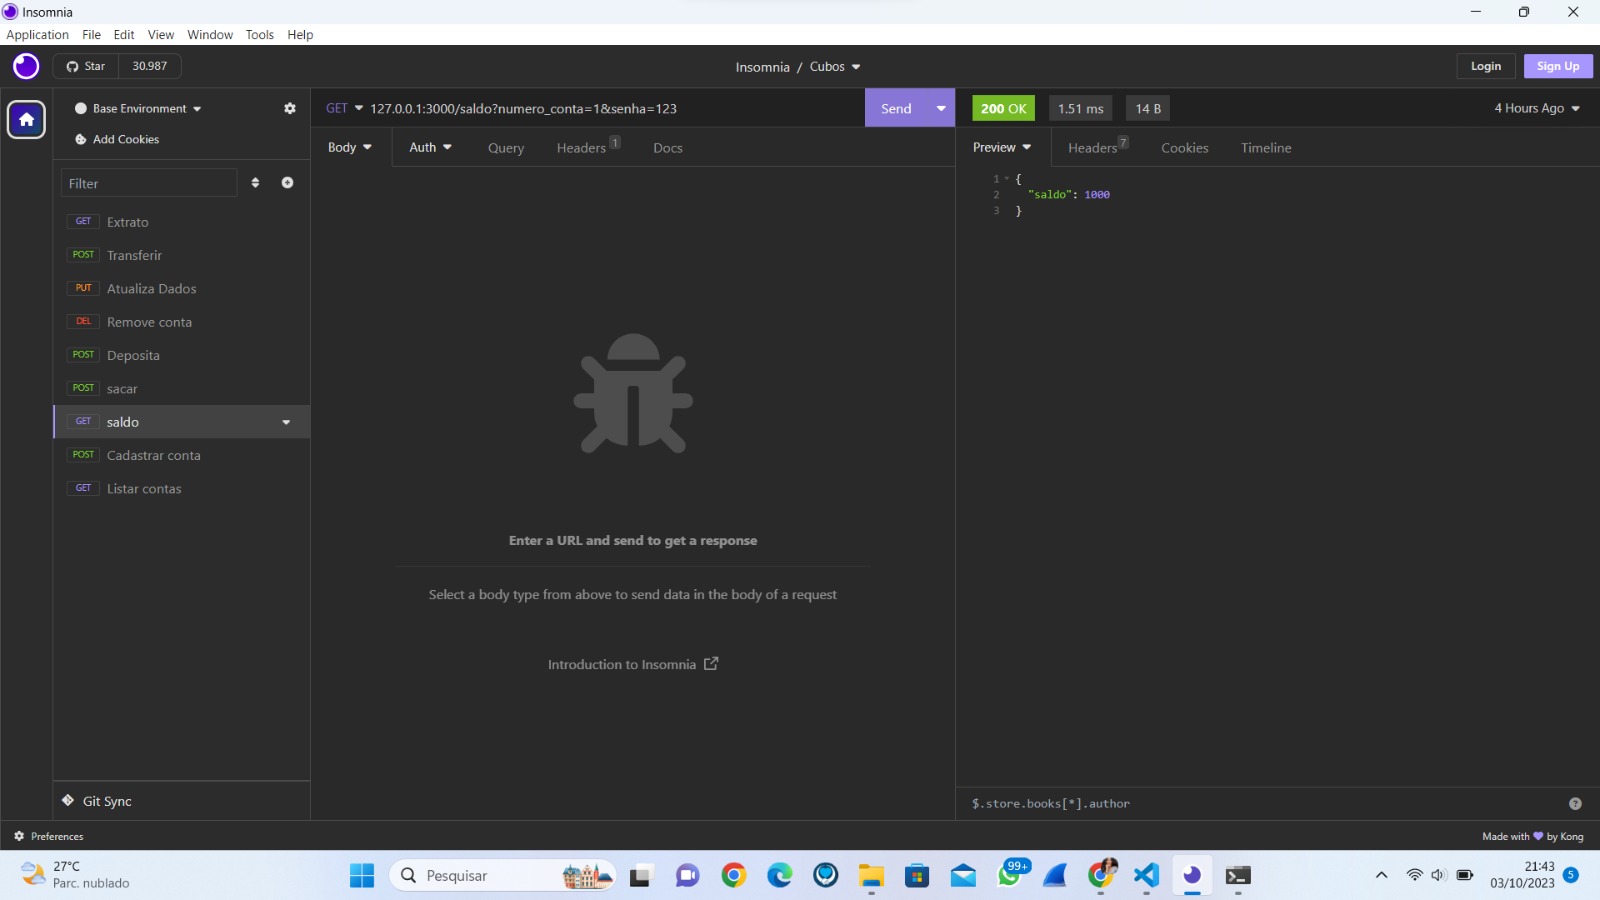 Insomnia
Application File Edit View Window Tools Help
Star 30.987
Insomnia / Cubos
Login Sign Up
Base Environment
Add Cookies
Filter
GET Extrato
POST Transferir
PUT Atualiza Dados
DEL Remove conta
POST Deposita
POST sacar
GET saldo
POST Cadastrar conta
GET Listar contas
Git Sync
GET 127.0.0.1:3000/saldo?numero_conta=1&senha=123 Send
Body Auth Query Headers 1 Docs
Enter a URL and send to get a response
Select a body type from above to send data in the body of a request
Introduction to Insomnia
200 OK 1.51 ms 14 B 4 Hours Ago
Preview Headers 7 Cookies Timeline
1 {
2 "saldo": 1000
3 }
$.store.books[*].author ?
Preferences
Made with 💜 by Kong
27°C
Parc. nublado
Pesquisar
99+
21:43
03/10/2023
5